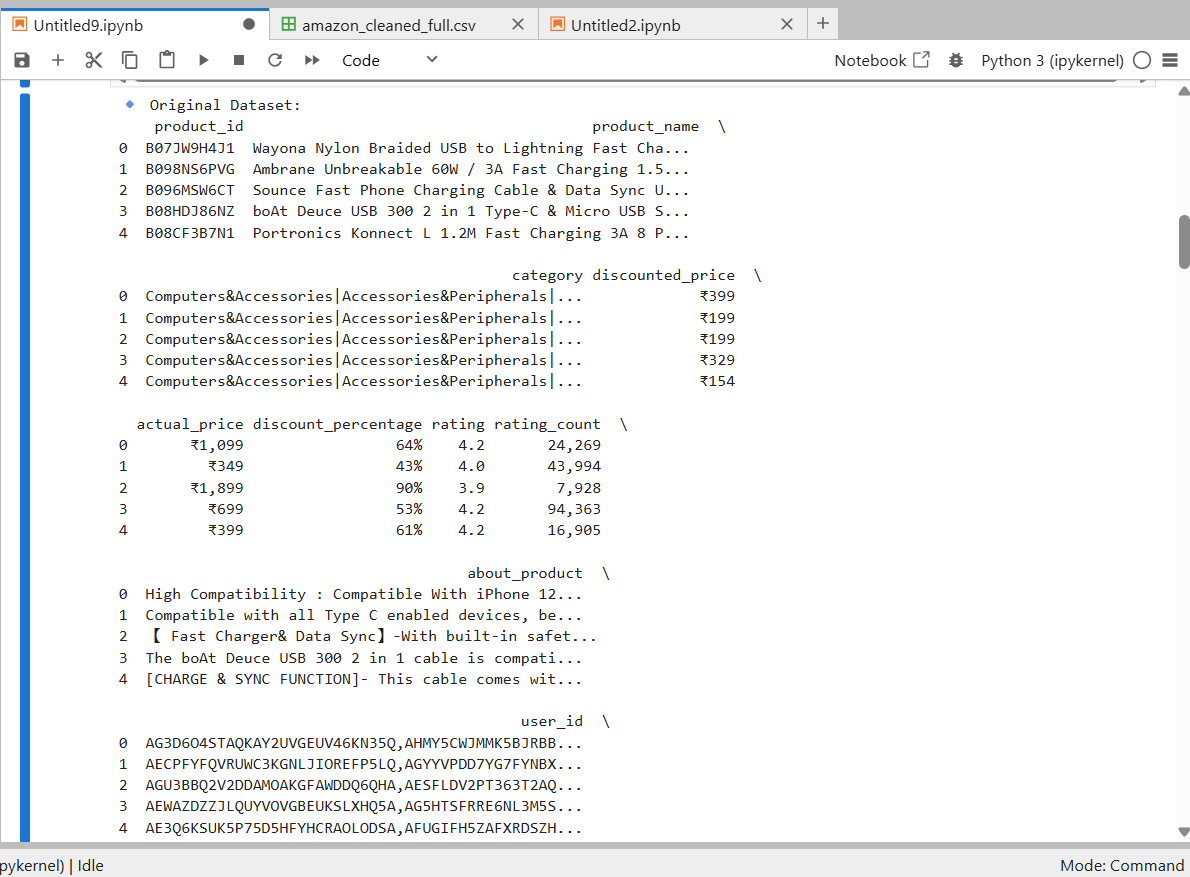 Untitled9.ipynb
amazon_cleaned_full.csv
Untitled2.ipynb
Code
Notebook
Python 3 (ipykernel)
Original Dataset:
product_id product_name \
0 B07JW9H4J1 Wayona Nylon Braided USB to Lightning Fast Cha...
1 B098NS6PVG Ambrane Unbreakable 60W / 3A Fast Charging 1.5...
2 B096MSW6CT Sounce Fast Phone Charging Cable & Data Sync U...
3 B08HDJ86NZ boAt Deuce USB 300 2 in 1 Type-C & Micro USB S...
4 B08CF3B7N1 Portronics Konnect L 1.2M Fast Charging 3A 8 P...
category discounted_price \
0 Computers&Accessories|Accessories&Peripherals|... ₹399
1 Computers&Accessories|Accessories&Peripherals|... ₹199
2 Computers&Accessories|Accessories&Peripherals|... ₹199
3 Computers&Accessories|Accessories&Peripherals|... ₹329
4 Computers&Accessories|Accessories&Peripherals|... ₹154
actual_price discount_percentage rating rating_count \
0 ₹1,099 64% 4.2 24,269
1 ₹349 43% 4.0 43,994
2 ₹1,899 90% 3.9 7,928
3 ₹699 53% 4.2 94,363
4 ₹399 61% 4.2 16,905
about_product \
0 High Compatibility : Compatible With iPhone 12...
1 Compatible with all Type C enabled devices, be...
2 【 Fast Charger& Data Sync】-With built-in safet...
3 The boAt Deuce USB 300 2 in 1 cable is compati...
4 [CHARGE & SYNC FUNCTION]- This cable comes wit...
user_id \
0 AG3D6O4STAQKAY2UVGEUV46KN35Q,AHMY5CWJMMK5BJRBB...
1 AECPFYFQVRUWC3KGNLJIOREFP5LQ,AGYYVPDD7YG7FYNBX...
2 AGU3BBQ2V2DDAMOAKGFAWDDQ6QHA,AESFLDV2PT363T2AQ...
3 AEWAZDZZJLQUYVOVGBEUKSLXHQ5A,AG5HTSFRRE6NL3M5S...
4 AE3Q6KSUK5P75D5HFYHCRAOLODSA,AFUGIFH5ZAFXRDSZH...
pykernel) | Idle
Mode: Command